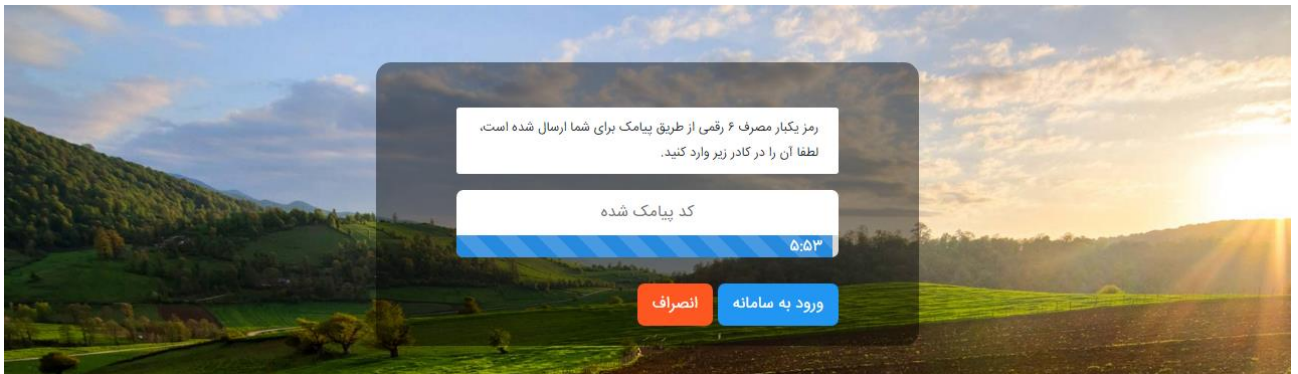 رمز یکبار مصرف ۶ رقمی از طریق پیامک برای شما ارسال شده است،
لطفا آن را در کادر زیر وارد کنید.
کد پیامک شده
۵:۵۳
ورود به سامانه
انصراف